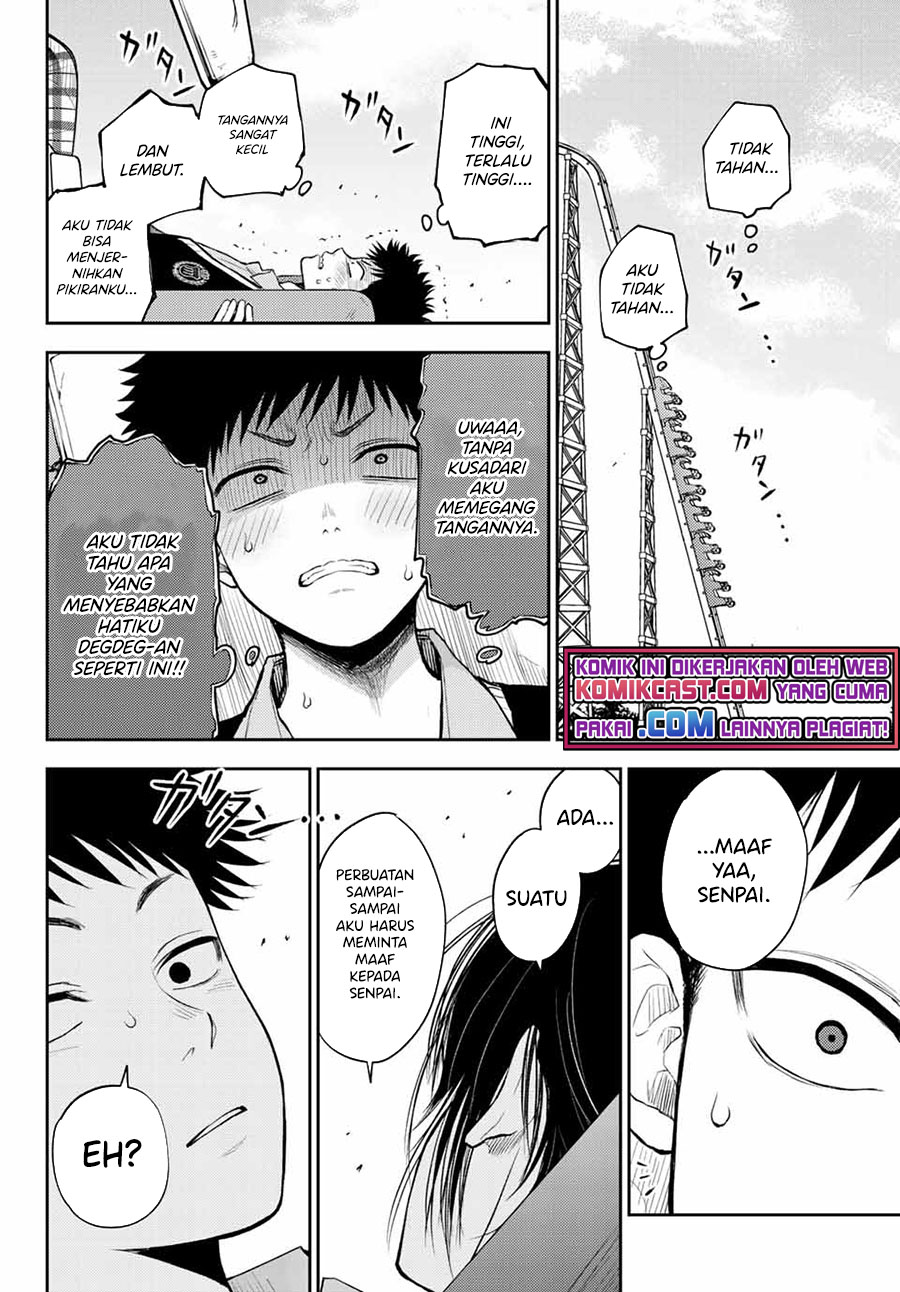 TIDAK
TAHAN...
AKU
TIDAK
TAHAN...
ガタン
ガタン
INI
TINGGI,
TERLALU
TINGGI....
ガタン
ガタン
TANGANNYA
SANGAT
KECIL
DAN
LEMBUT.
AKU TIDAK
BISA
MENJER-
NIHKAN
PIKIRANKU...
UWAAA,
TANPA
KUSADARI
AKU
MEMEGANG
TANGANNYA.
AKU TIDAK
TAHU APA
YANG
MENYEBABKAN
HATIKU
DEGDEG-AN
SEPERTI INI!!
KOMIK INI DIKERJAKAN OLEH WEB
KOMIKCAST.COM YANG CUMA
PAKAI .COM LAINNYA PLAGIAT!
...MAAF
YAA,
SENPAI.
ADA...
SUATU
PERBUATAN
SAMPAI-
SAMPAI
AKU HARUS
MEMINTA
MAAF
KEPADA
SENPAI.
ガタン
EH?